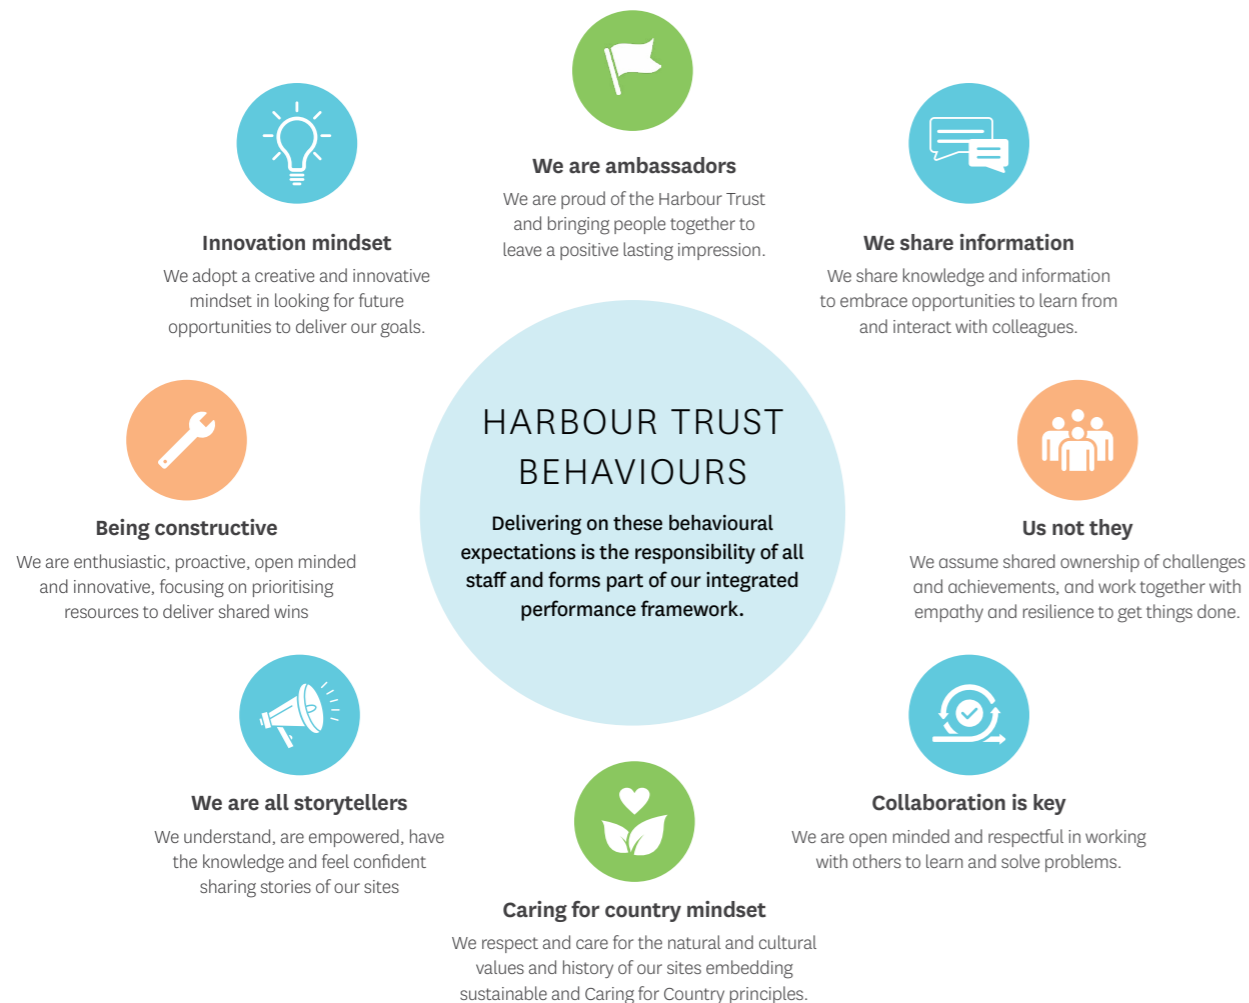 We are ambassadors
We are proud of the Harbour Trust
and bringing people together to
leave a positive lasting impression.
Innovation mindset
We adopt a creative and innovative
mindset in looking for future
opportunities to deliver our goals.
We share information
We share knowledge and information
to embrace opportunities to learn from
and interact with colleagues.
HARBOUR TRUST
BEHAVIOURS
Delivering on these behavioural
expectations is the responsibility of all
staff and forms part of our integrated
performance framework.
Being constructive
We are enthusiastic, proactive, open minded
and innovative, focusing on prioritising
resources to deliver shared wins
Us not they
We assume shared ownership of challenges
and achievements, and work together with
empathy and resilience to get things done.
We are all storytellers
We understand, are empowered, have
the knowledge and feel confident
sharing stories of our sites
Collaboration is key
We are open minded and respectful in working
with others to learn and solve problems.
Caring for country mindset
We respect and care for the natural and cultural
values and history of our sites embedding
sustainable and Caring for Country principles.